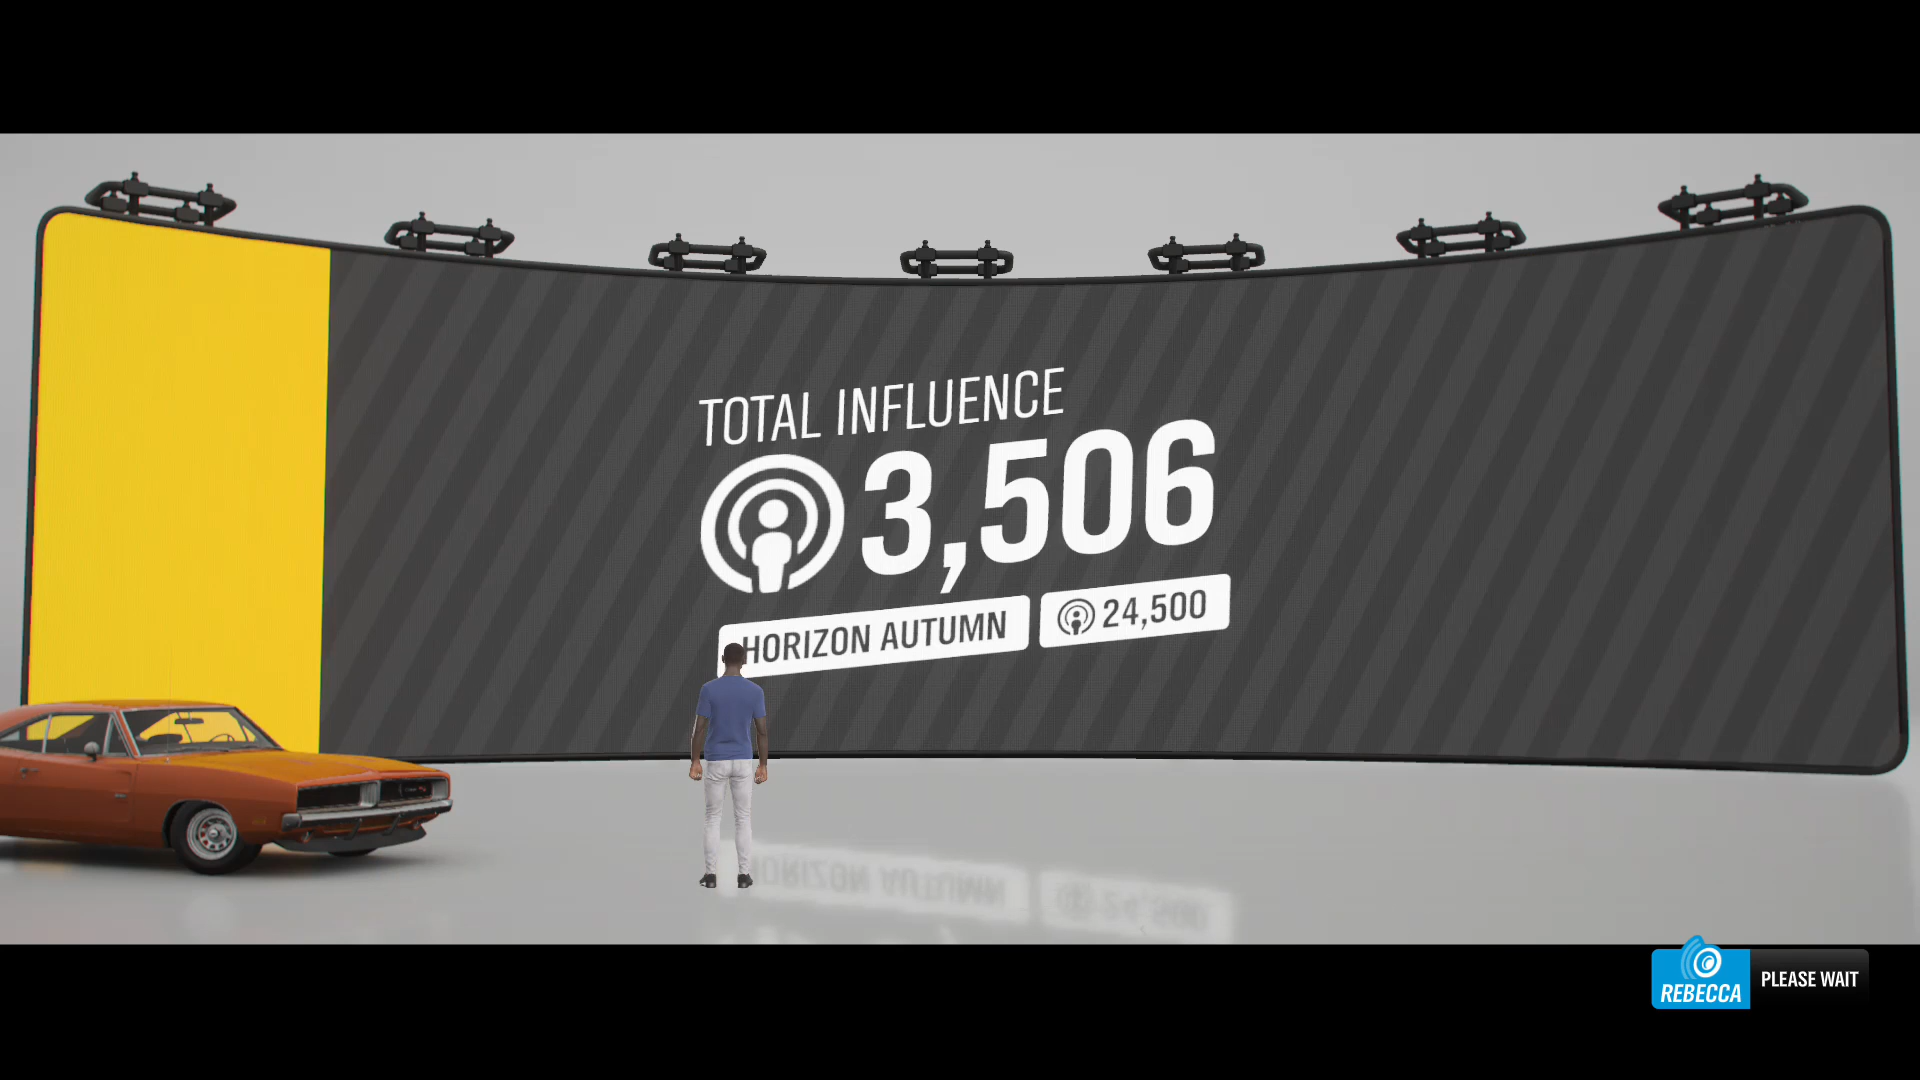 TOTAL INFLUENCE
3,506
HORIZON AUTUMN 24,500
REBECCA PLEASE WAIT